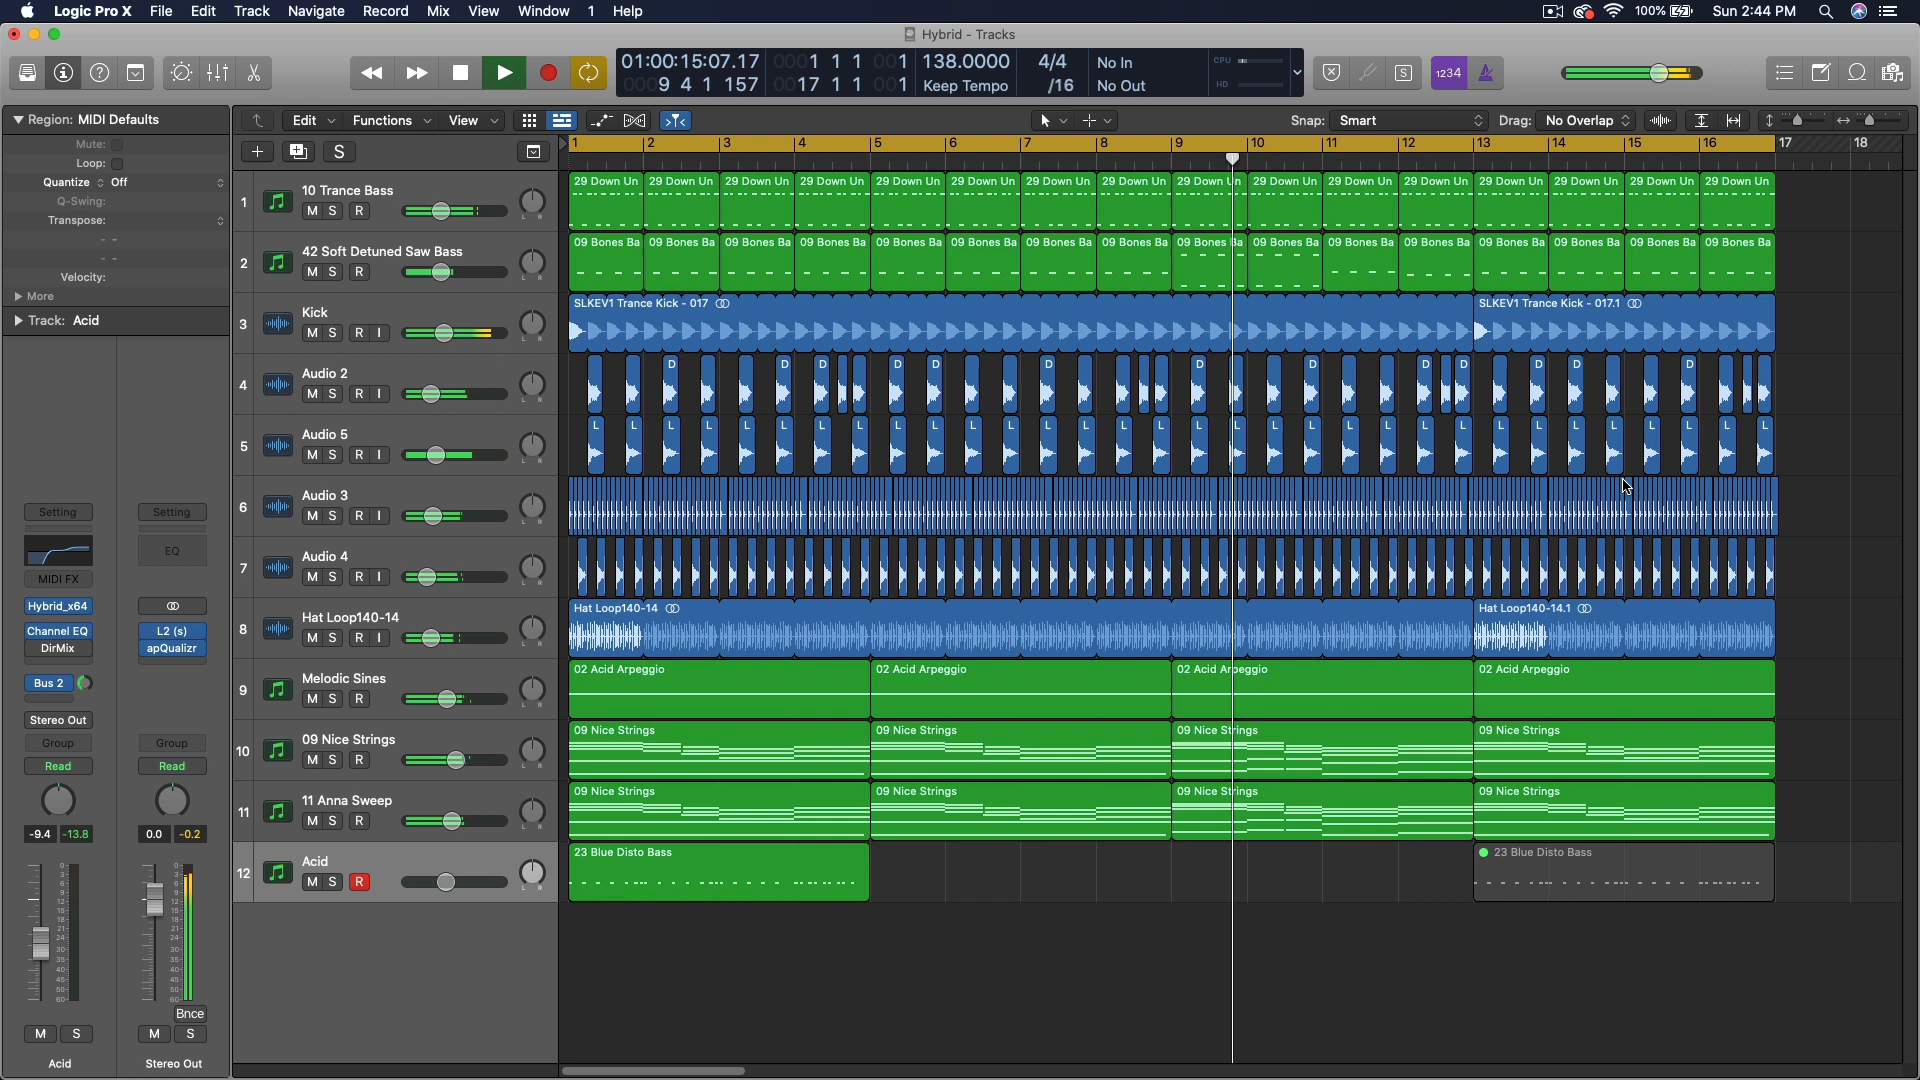 Logic Pro X File Edit Track Navigate Record Mix View Window 1 Help 100% Sun 2:44 PM
Hybrid - Tracks
01:00:15:07.17 0001 1 1 001 138.0000 4/4 No In CPU
0009 4 1 157 0017 1 1 001 Keep Tempo /16 No Out HD
S 1234
Region: MIDI Defaults
Mute:
Loop:
Quantize Off
Q-Swing:
Transpose:
Velocity:
More
Track: Acid
Edit Functions View Snap: Smart Drag: No Overlap
S
1 2 3 4 5 6 7 8 9 10 11 12 13 14 15 16 17 18
1 10 Trance Bass
M S R L R
29 Down Un 29 Down Un 29 Down Un 29 Down Un 29 Down Un 29 Down Un 29 Down Un 29 Down Un 29 Down Un 29 Down Un 29 Down Un 29 Down Un 29 Down Un 29 Down Un 29 Down Un 29 Down Un
2 42 Soft Detuned Saw Bass
M S R L R
09 Bones Ba 09 Bones Ba 09 Bones Ba 09 Bones Ba 09 Bones Ba 09 Bones Ba 09 Bones Ba 09 Bones Ba 09 Bones Ba 09 Bones Ba 09 Bones Ba 09 Bones Ba 09 Bones Ba 09 Bones Ba 09 Bones Ba 09 Bones Ba
3 Kick
M S R I L R
SLKEV1 Trance Kick - 017 SLKEV1 Trance Kick - 017.1
4 Audio 2
M S R I L R
D D D D D D D D D D D D D
5 Audio 5
M S R I L R
L L L L L L L L L L L L L L L L L L L L L L L L L L L L L L L L
6 Audio 3
M S R I L R
7 Audio 4
M S R I L R
8 Hat Loop140-14
M S R I L R
Hat Loop140-14 Hat Loop140-14.1
9 Melodic Sines
M S R L R
02 Acid Arpeggio 02 Acid Arpeggio 02 Acid Arpeggio 02 Acid Arpeggio
10 09 Nice Strings
M S R L R
09 Nice Strings 09 Nice Strings 09 Nice Strings 09 Nice Strings
11 11 Anna Sweep
M S R L R
09 Nice Strings 09 Nice Strings 09 Nice Strings 09 Nice Strings
12 Acid
M S R L R
23 Blue Disto Bass 23 Blue Disto Bass
Setting Setting
EQ
MIDI FX
Hybrid_x64
Channel EQ L2 (s)
DirMix apQualizr
Bus 2
Stereo Out
Group Group
Read Read
-9.4 -13.8 0.0 -0.2
Bnce
M S M S
Acid Stereo Out